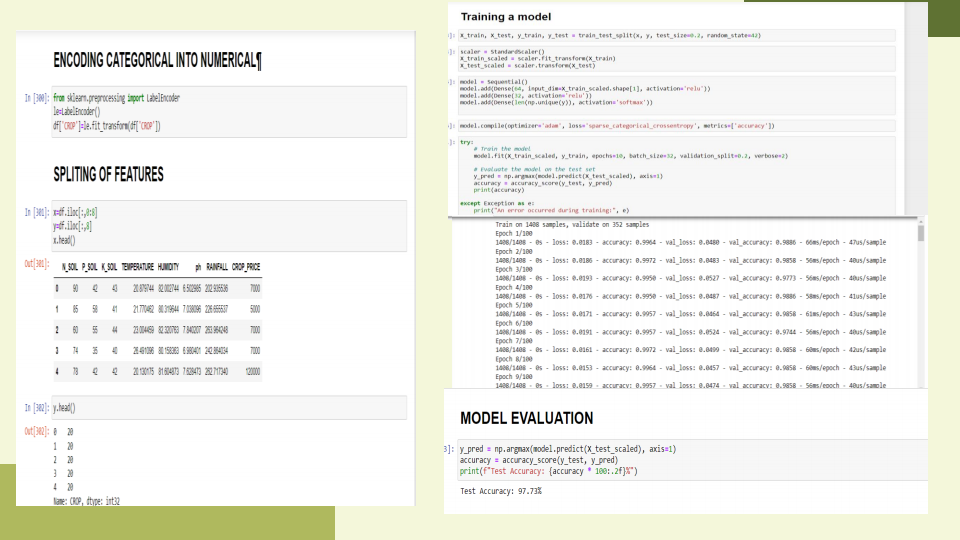 ENCODING CATEGORICAL INTO NUMERICAL¶
In [300]: from sklearn.preprocessing import LabelEncoder
le=LabelEncoder()
df['CROP']=le.fit_transform(df['CROP'])
SPLITING OF FEATURES
In [301]: x=df.iloc[:,0:8]
y=df.iloc[:,8]
x.head()
Out[301]:
N_SOIL P_SOIL K_SOIL TEMPERATURE HUMIDITY ph RAINFALL CROP_PRICE
0 90 42 43 20.879744 82.002744 6.502985 202.935536 7000
1 85 58 41 21.770462 80.319644 7.038096 226.655537 5000
2 60 55 44 23.004459 82.320763 7.840207 263.964248 7000
3 74 35 40 26.491096 80.158363 6.980401 242.864034 7000
4 78 42 42 20.130175 81.604873 7.628473 262.717340 120000
In [302]: y.head()
Out[302]: 0 20
1 20
2 20
3 20
4 20
Name: CROP, dtype: int32
Training a model
]: X_train, X_test, y_train, y_test = train_test_split(x, y, test_size=0.2, random_state=42)
]: scaler = StandardScaler()
X_train_scaled = scaler.fit_transform(X_train)
X_test_scaled = scaler.transform(X_test)
]: model = Sequential()
model.add(Dense(64, input_dim=X_train_scaled.shape[1], activation='relu'))
model.add(Dense(32, activation='relu'))
model.add(Dense(len(np.unique(y)), activation='softmax'))
]: model.compile(optimizer='adam', loss='sparse_categorical_crossentropy', metrics=['accuracy'])
]: try:
# Train the model
model.fit(X_train_scaled, y_train, epochs=10, batch_size=32, validation_split=0.2, verbose=2)
# Evaluate the model on the test set
y_pred = np.argmax(model.predict(X_test_scaled), axis=1)
accuracy = accuracy_score(y_test, y_pred)
print(accuracy)
except Exception as e:
print("An error occurred during training:", e)
Train on 1408 samples, validate on 352 samples
Epoch 1/100
1408/1408 - 0s - loss: 0.0183 - accuracy: 0.9964 - val_loss: 0.0480 - val_accuracy: 0.9886 - 66ms/epoch - 47us/sample
Epoch 2/100
1408/1408 - 0s - loss: 0.0186 - accuracy: 0.9972 - val_loss: 0.0483 - val_accuracy: 0.9858 - 56ms/epoch - 40us/sample
Epoch 3/100
1408/1408 - 0s - loss: 0.0193 - accuracy: 0.9950 - val_loss: 0.0527 - val_accuracy: 0.9773 - 56ms/epoch - 40us/sample
Epoch 4/100
1408/1408 - 0s - loss: 0.0176 - accuracy: 0.9950 - val_loss: 0.0487 - val_accuracy: 0.9886 - 58ms/epoch - 41us/sample
Epoch 5/100
1408/1408 - 0s - loss: 0.0171 - accuracy: 0.9957 - val_loss: 0.0464 - val_accuracy: 0.9858 - 61ms/epoch - 43us/sample
Epoch 6/100
1408/1408 - 0s - loss: 0.0191 - accuracy: 0.9957 - val_loss: 0.0524 - val_accuracy: 0.9744 - 56ms/epoch - 40us/sample
Epoch 7/100
1408/1408 - 0s - loss: 0.0161 - accuracy: 0.9972 - val_loss: 0.0499 - val_accuracy: 0.9858 - 60ms/epoch - 42us/sample
Epoch 8/100
1408/1408 - 0s - loss: 0.0153 - accuracy: 0.9964 - val_loss: 0.0457 - val_accuracy: 0.9858 - 60ms/epoch - 43us/sample
Epoch 9/100
1408/1408 - 0s - loss: 0.0159 - accuracy: 0.9957 - val_loss: 0.0474 - val_accuracy: 0.9858 - 56ms/epoch - 40us/sample
MODEL EVALUATION
3]: y_pred = np.argmax(model.predict(X_test_scaled), axis=1)
accuracy = accuracy_score(y_test, y_pred)
print(f"Test Accuracy: {accuracy * 100:.2f}%")
Test Accuracy: 97.73%